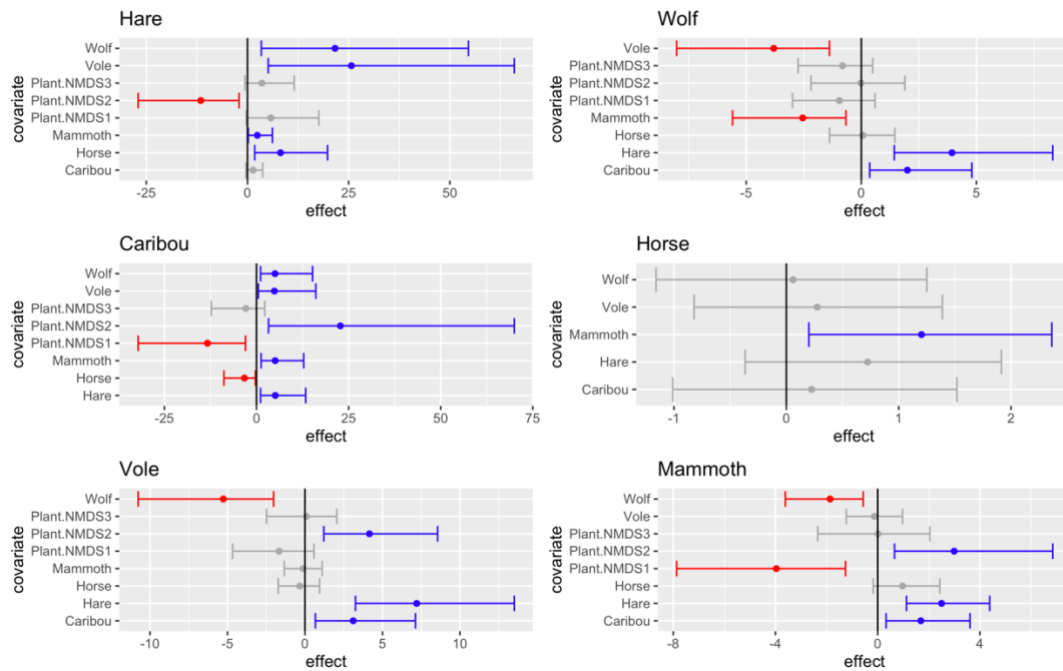 Hare
covariate
Wolf
Vole
Plant.NMDS3
Plant.NMDS2
Plant.NMDS1
Mammoth
Horse
Caribou
-25 0 25 50
effect
Wolf
covariate
Vole
Plant.NMDS3
Plant.NMDS2
Plant.NMDS1
Mammoth
Horse
Hare
Caribou
-5 0 5
effect
Caribou
covariate
Wolf
Vole
Plant.NMDS3
Plant.NMDS2
Plant.NMDS1
Mammoth
Horse
Hare
-25 0 25 50 75
effect
Horse
covariate
Wolf
Vole
Mammoth
Hare
Caribou
-1 0 1 2
effect
Vole
covariate
Wolf
Plant.NMDS3
Plant.NMDS2
Plant.NMDS1
Mammoth
Horse
Hare
Caribou
-10 -5 0 5 10
effect
Mammoth
covariate
Wolf
Vole
Plant.NMDS3
Plant.NMDS2
Plant.NMDS1
Horse
Hare
Caribou
-8 -4 0 4
effect